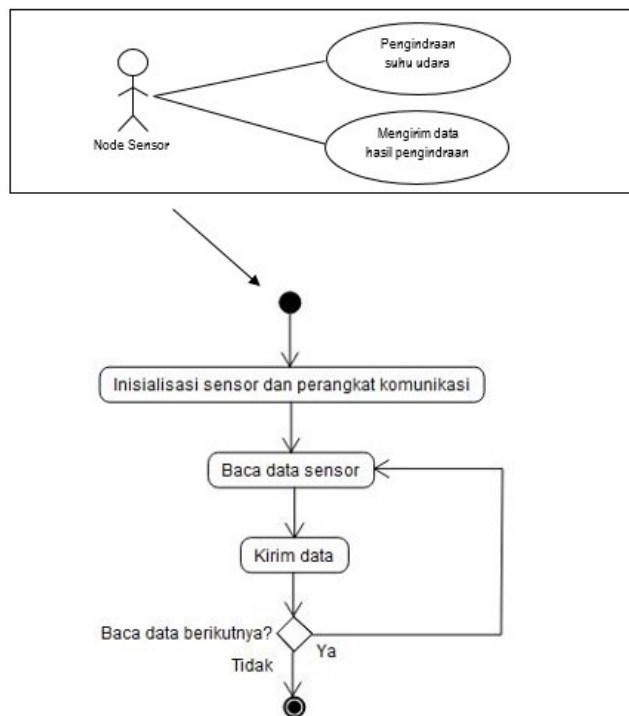 Pengindraan
suhu udara
Node Sensor
Mengirim data
hasil pengindraan
Inisialisasi sensor dan perangkat komunikasi
Baca data sensor
Kirim data
Baca data berikutnya?
Ya
Tidak